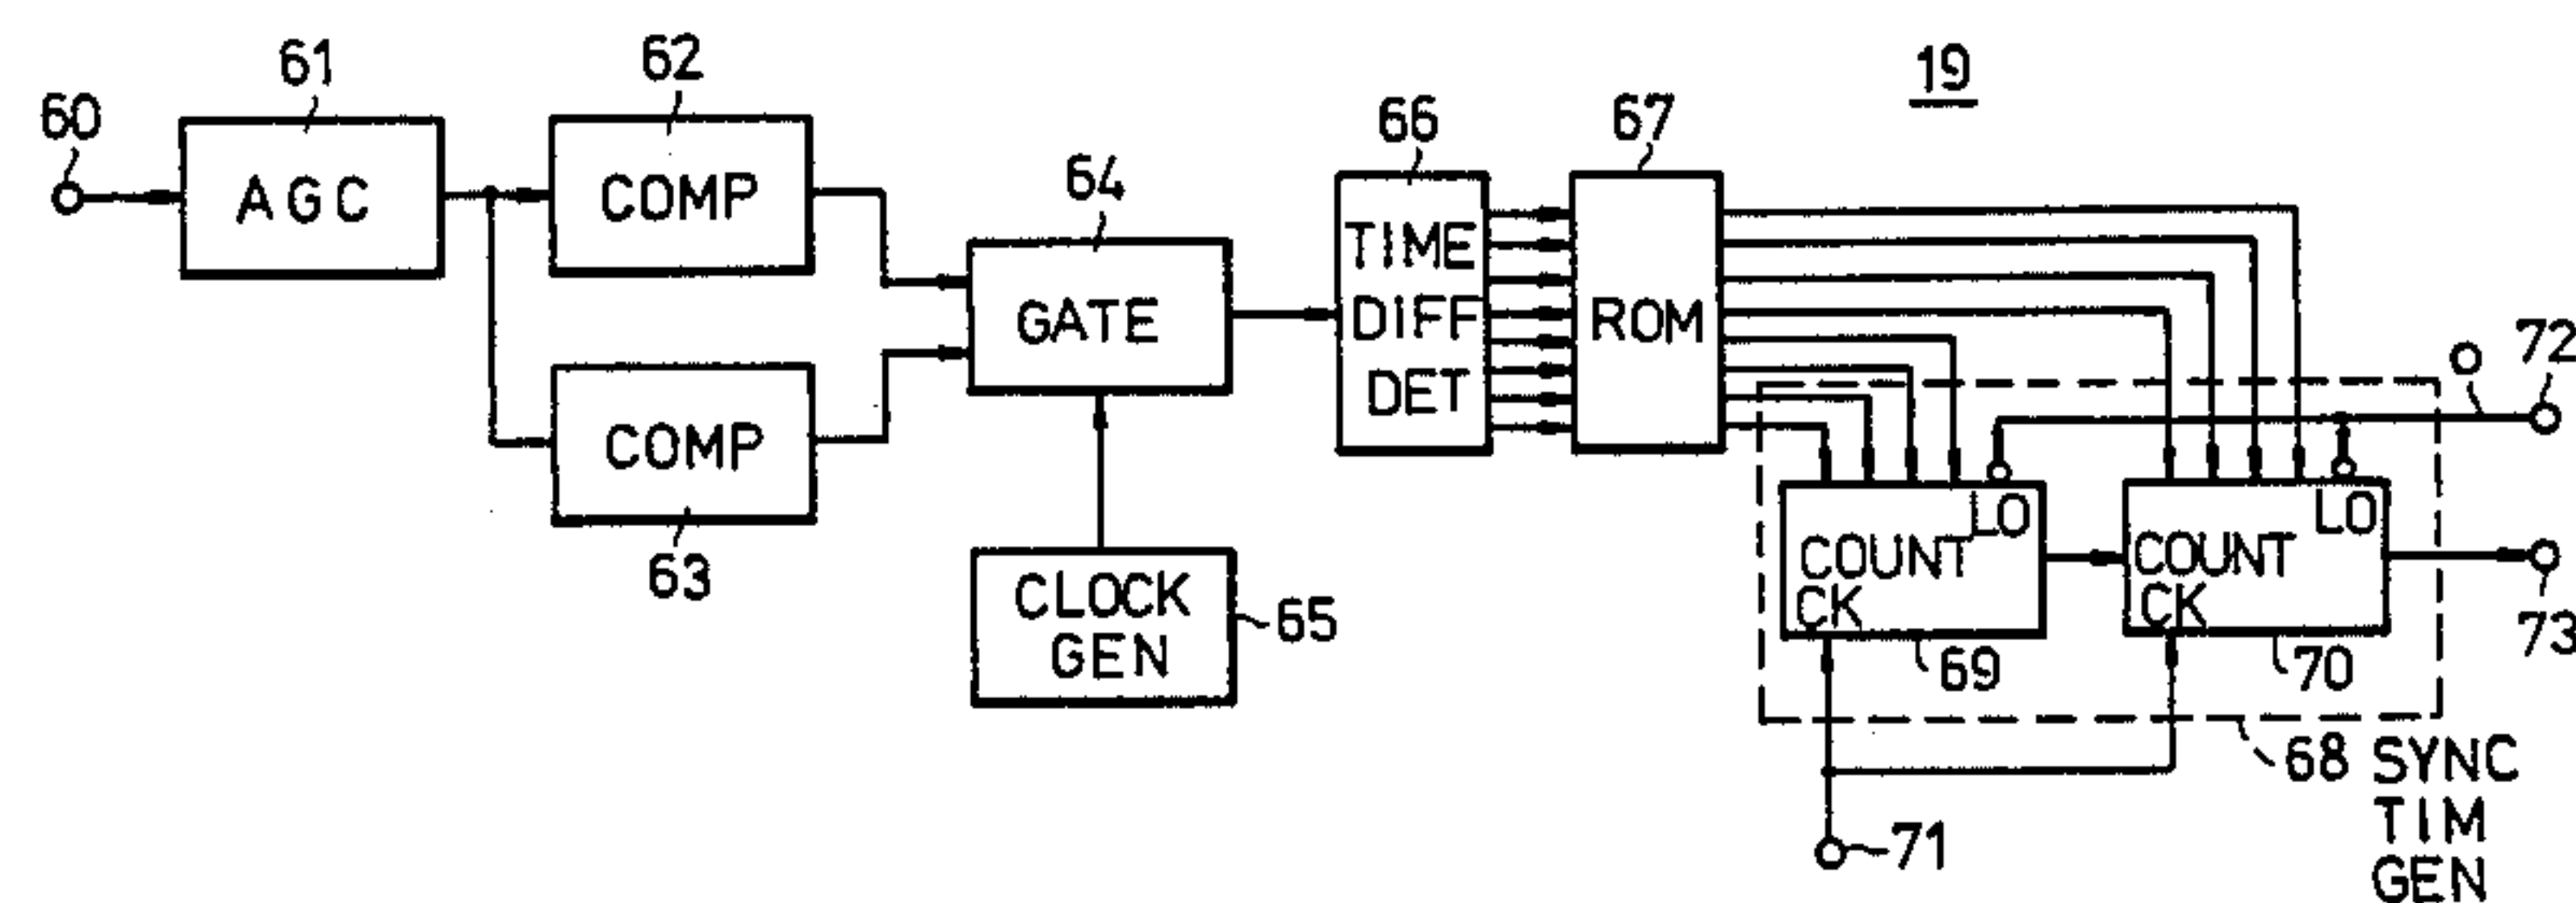 19
60
61
AGC
62
COMP
63
COMP
64
GATE
65
CLOCK
GEN
66
TIME
DIFF
DET
67
ROM
O
72
LO
COUNT
CK
69
LO
COUNT
CK
70
73
71
68 SYNC
TIM
GEN